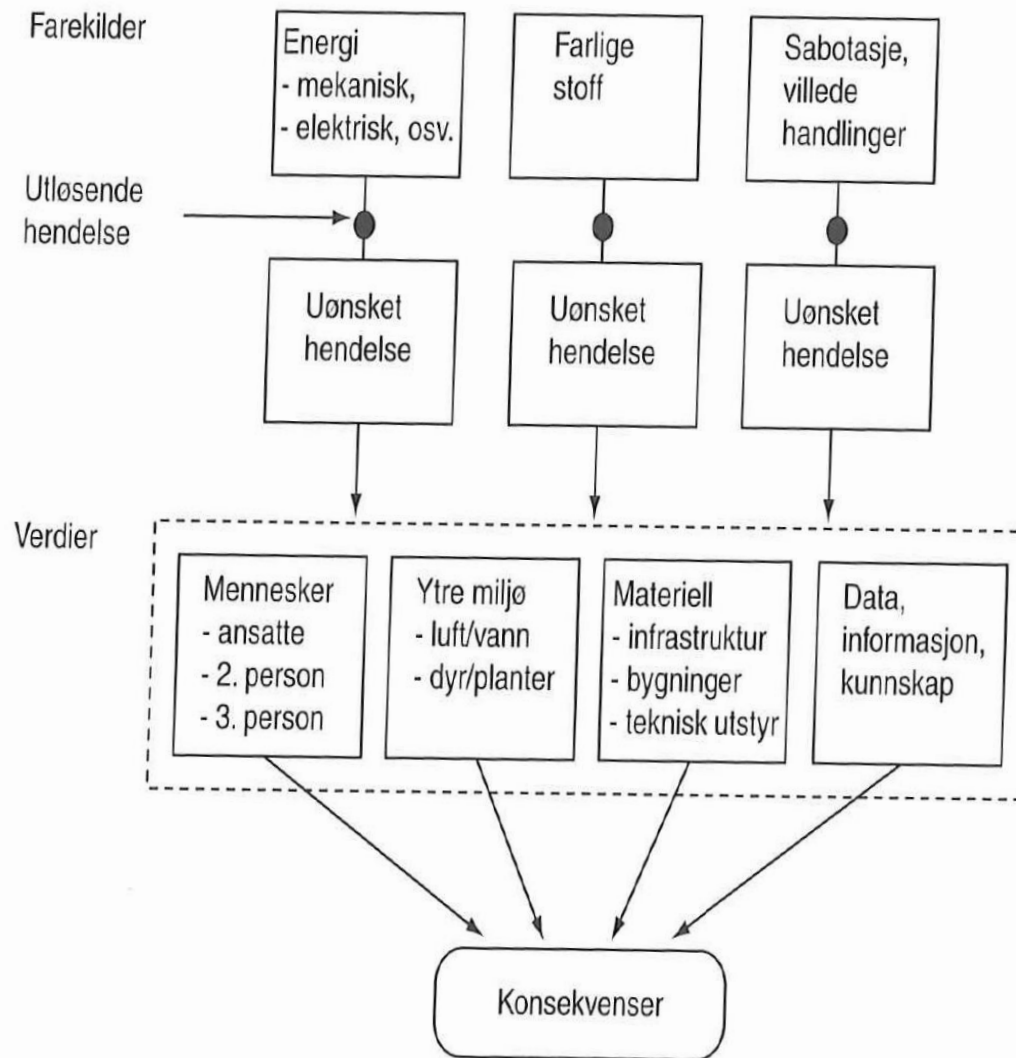 Farekilder
Energi
- mekanisk,
- elektrisk, osv.
Farlige
stoff
Sabotasje,
villede
handlinger
Utløsende
hendelse
Uønsket
hendelse
Uønsket
hendelse
Uønsket
hendelse
Verdier
Mennesker
- ansatte
- 2. person
- 3. person
Ytre miljø
- luft/vann
- dyr/planter
Materiell
- infrastruktur
- bygninger
- teknisk utstyr
Data,
informasjon,
kunnskap
Konsekvenser